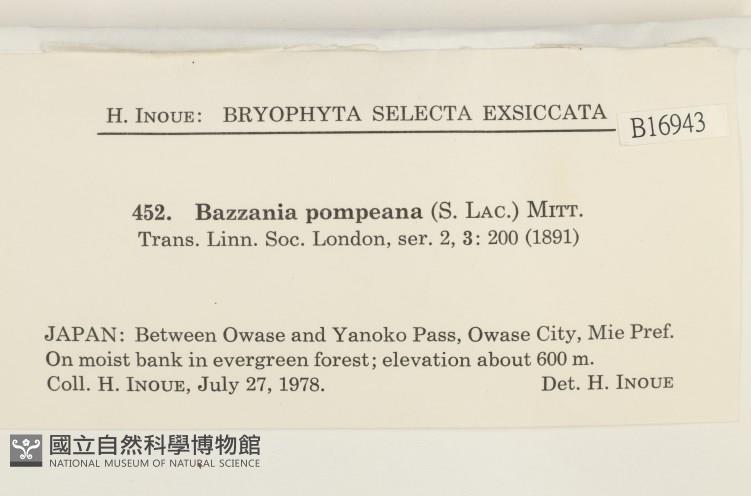 H. INOUE: BRYOPHYTA SELECTA EXSICCATA
B16943
452. Bazzania pompeana (S. LAC.) MITT.
Trans. Linn. Soc. London, ser. 2, 3: 200 (1891)
JAPAN: Between Owase and Yanoko Pass, Owase City, Mie Pref.
On moist bank in evergreen forest; elevation about 600 m.
Coll. H. INOUE, July 27, 1978. Det. H. INOUE
國立自然科學博物館
NATIONAL MUSEUM OF NATURAL SCIENCE